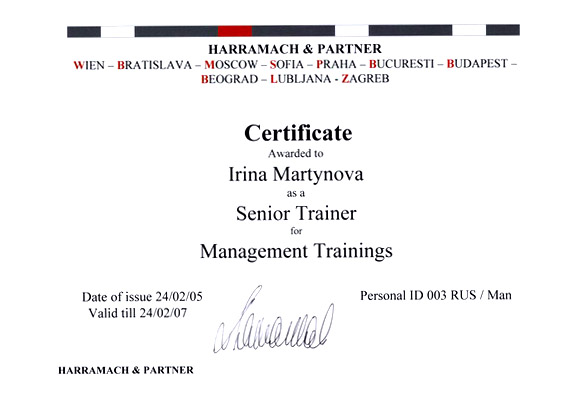 HARRAMACH & PARTNER
WIEN – BRATISLAVA – MOSCOW – SOFIA – PRAHA – BUCURESTI – BUDAPEST –
BEOGRAD – LUBLJANA - ZAGREB
Certificate
Awarded to
Irina Martynova
as a
Senior Trainer
for
Management Trainings
Date of issue 24/02/05
Personal ID 003 RUS / Man
Valid till 24/02/07
HARRAMACH & PARTNER